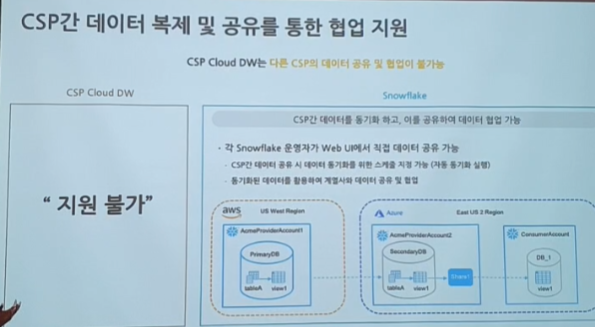 CSP간 데이터 복제 및 공유를 통한 협업 지원
CSP Cloud DW는 다른 CSP의 데이터 공유 및 협업이 불가능
CSP Cloud DW
“ 지원 불가”
Snowflake
CSP간 데이터를 동기화 하고, 이를 공유하여 데이터 협업 가능
· 각 Snowflake 운영자가 Web UI에서 직접 데이터 공유 가능
- CSP간 데이터 공유 시 데이터 동기화를 위한 스케줄 지정 가능 (자동 동기화 실행)
- 동기화된 데이터를 활용하여 계열사와 데이터 공유 및 협업
aws
US West Region
AcmeProviderAccount1
PrimaryDB
tableA
view1
Azure
East US 2 Region
AcmeProviderAccount2
SecondaryDB
tableA
view1
Share1
ConsumerAccount
DB_1
view1